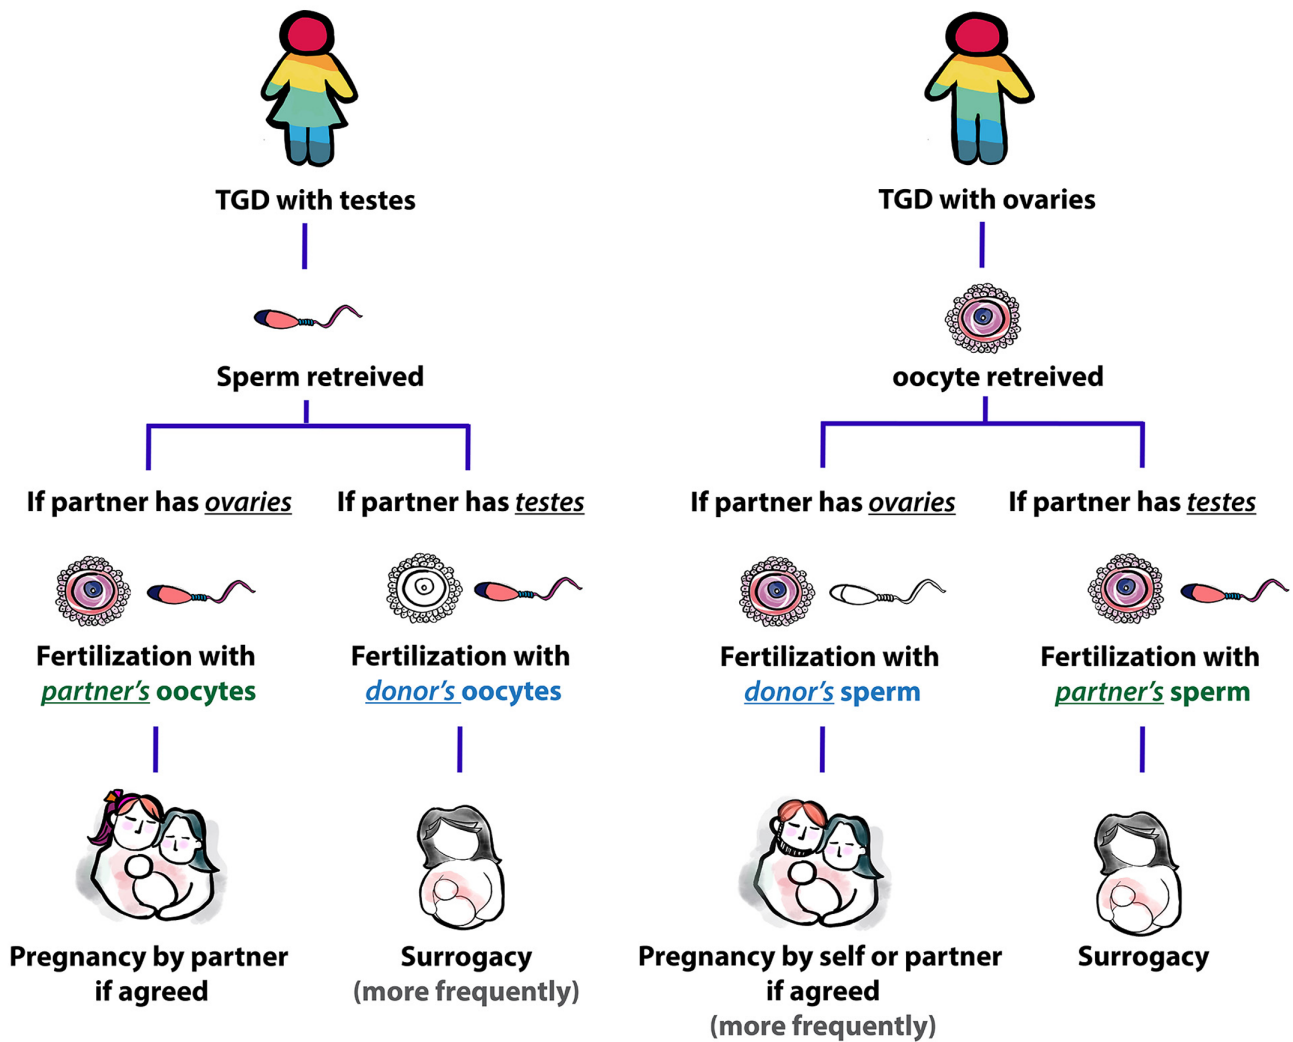 TGD with testes
Sperm retreived
If partner has ovaries
If partner has testes
Fertilization with
partner's oocytes
Fertilization with
donor's oocytes
Pregnancy by partner
if agreed
Surrogacy
(more frequently)
TGD with ovaries
oocyte retreived
If partner has ovaries
If partner has testes
Fertilization with
donor's sperm
Fertilization with
partner's sperm
Pregnancy by self or partner
if agreed
(more frequently)
Surrogacy